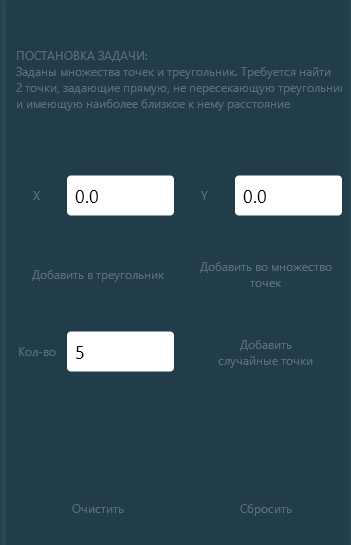 ПОСТАНОВКА ЗАДАЧИ:
Заданы множества точек и треугольник. Требуется найти
2 точки, задающие прямую, не пересекающую треугольник
и имеющую наиболее близкое к нему расстояние
X 0.0 Y 0.0
Добавить в треугольник
Добавить во множество
точек
Кол-во 5
Добавить
случайные точки
Очистить Сбросить